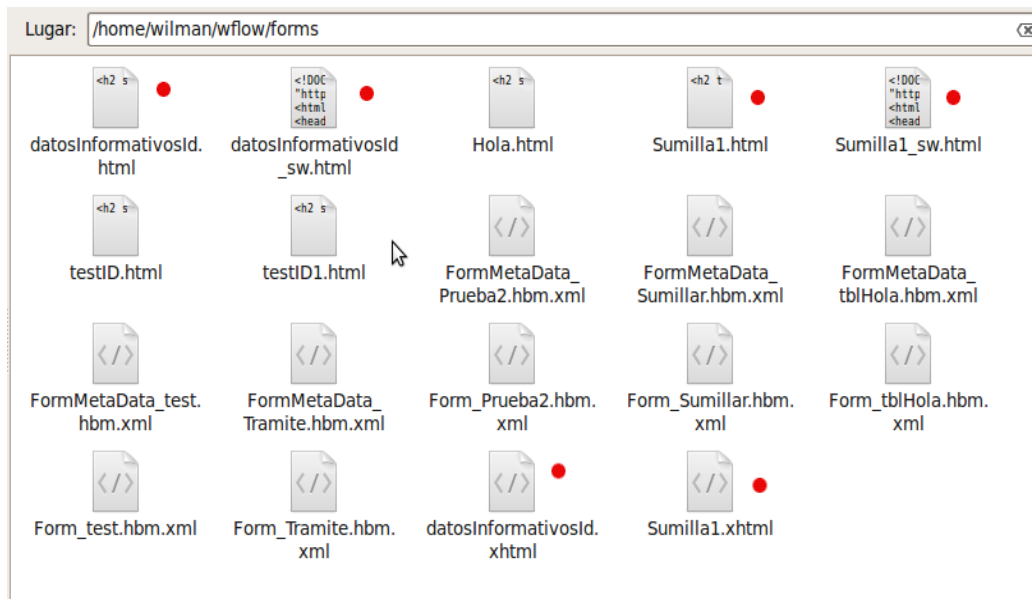 Lugar: /home/wilman/wflow/forms
<h2 s
<!DOC
"http
<html
<head
<h2 s
<h2 t
<!DOC
"http
<html
<head
datosInformativosId.
html
datosInformativosId
_sw.html
Hola.html
Sumilla1.html
Sumilla1_sw.html
<h2 s
<h2 s
</>
</>
</>
testID.html
testID1.html
FormMetaData_
Prueba2.hbm.xml
FormMetaData_
Sumillar.hbm.xml
FormMetaData_
tblHola.hbm.xml
</>
</>
</>
</>
</>
FormMetaData_test.
hbm.xml
FormMetaData_
Tramite.hbm.xml
Form_Prueba2.hbm.
xml
Form_Sumillar.hbm.
xml
Form_tblHola.hbm.
xml
</>
</>
</>
</>
Form_test.hbm.xml
Form_Tramite.hbm.
xml
datosInformativosId.
xhtml
Sumilla1.xhtml